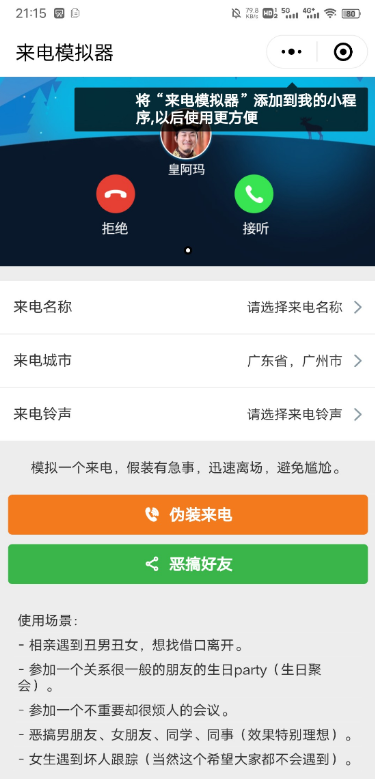 21:15
79.8 KB/S HD 1 2 5G 4G+ 80
来电模拟器
将“来电模拟器”添加到我的小程
序,以后使用更方便
皇阿玛
拒绝 接听
来电名称 请选择来电名称
来电城市 广东省，广州市
来电铃声 请选择来电铃声
模拟一个来电，假装有急事，迅速离场，避免尴尬。
伪装来电
恶搞好友
使用场景：
- 相亲遇到丑男丑女，想找借口离开。
- 参加一个关系很一般的朋友的生日party（生日聚
会）。
- 参加一个不重要却很烦人的会议。
- 恶搞男朋友、女朋友、同学、同事（效果特别理想）。
- 女生遇到坏人跟踪（当然这个希望大家都不会遇到）。